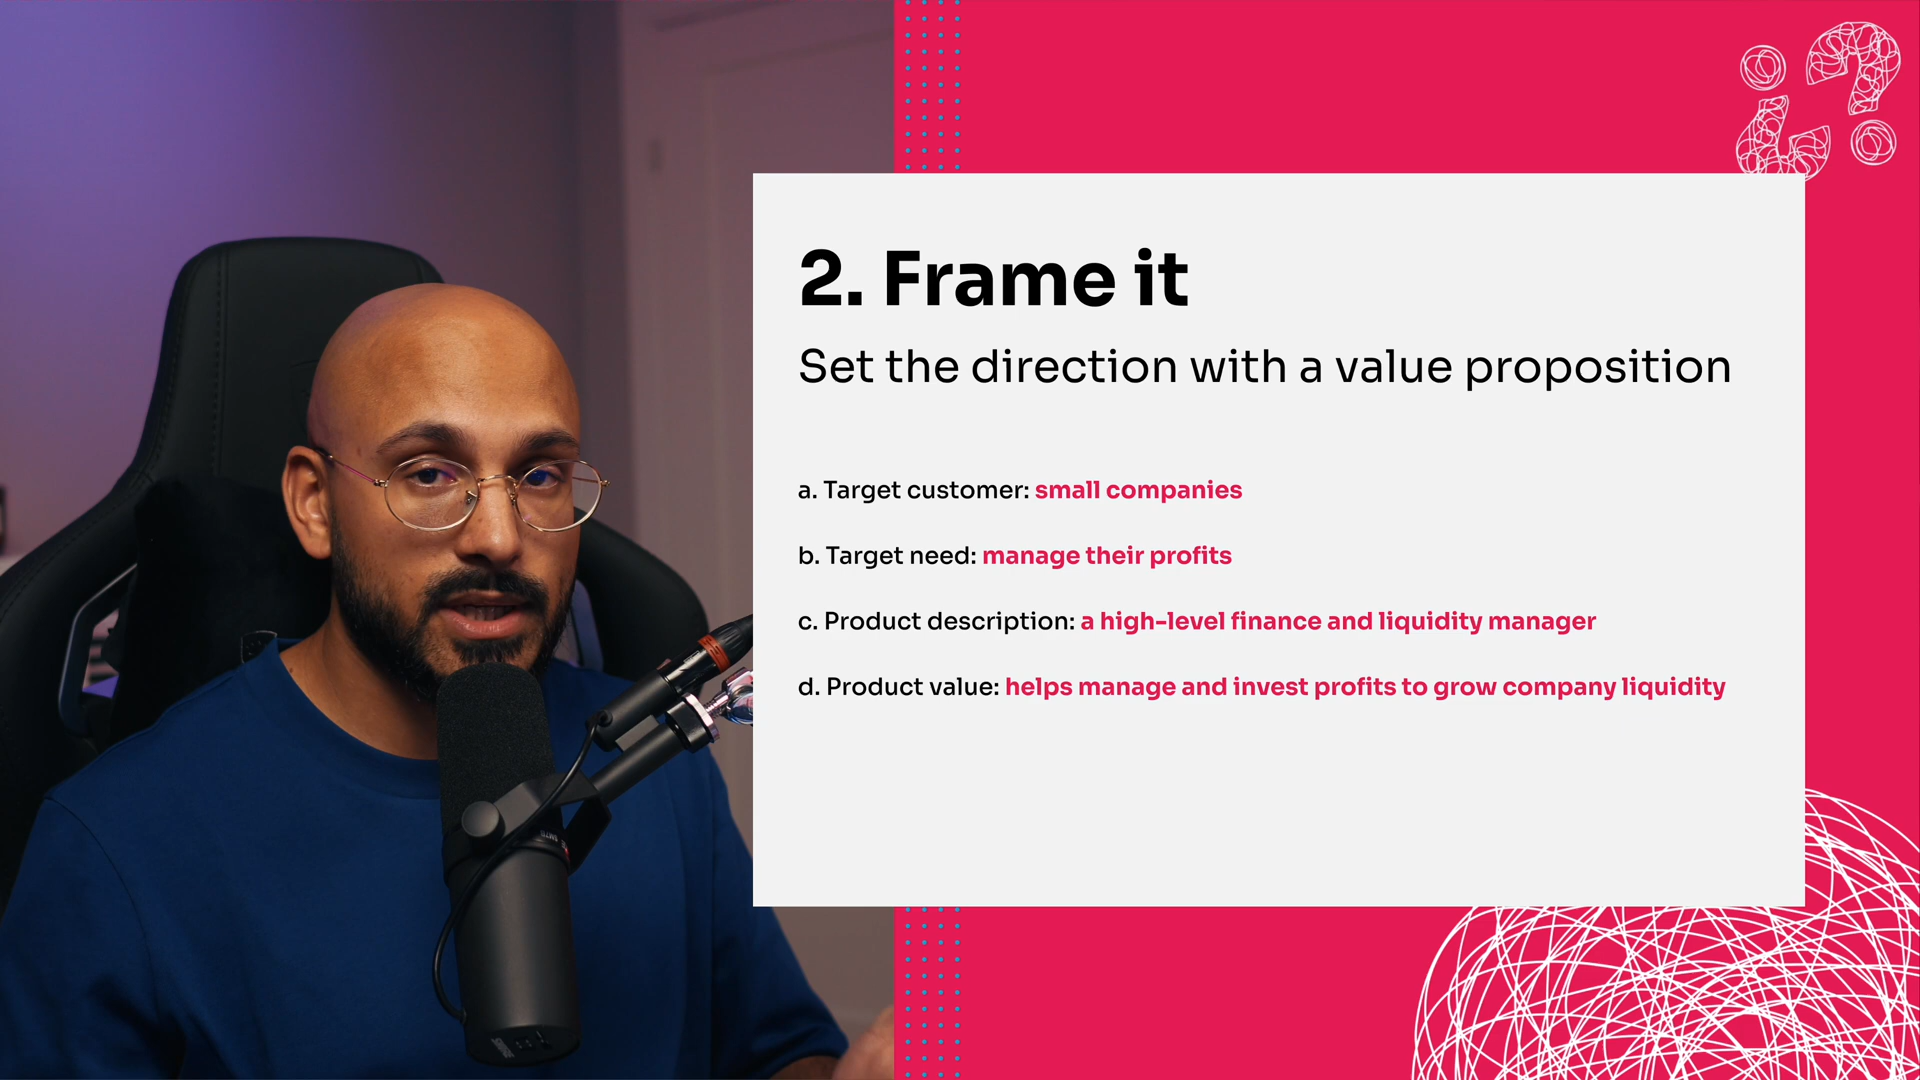 2. Frame it
Set the direction with a value proposition
a. Target customer: small companies
b. Target need: manage their profits
c. Product description: a high-level finance and liquidity manager
d. Product value: helps manage and invest profits to grow company liquidity